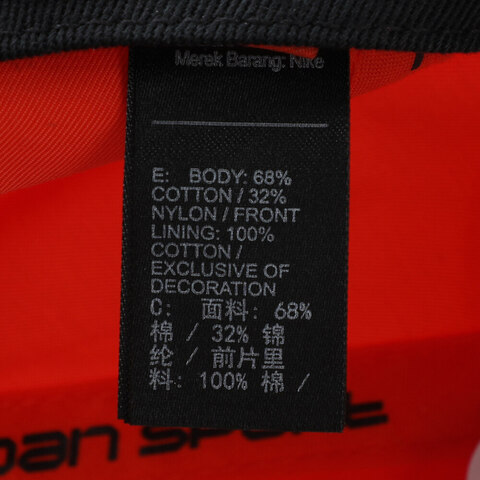 Merek Barang: Nike
E: BODY: 68%
COTTON / 32%
NYLON / FRONT
LINING: 100%
COTTON /
EXCLUSIVE OF
DECORATION
C: 面料: 68%
棉 / 32% 锦
纶 / 前片里
料: 100% 棉 /